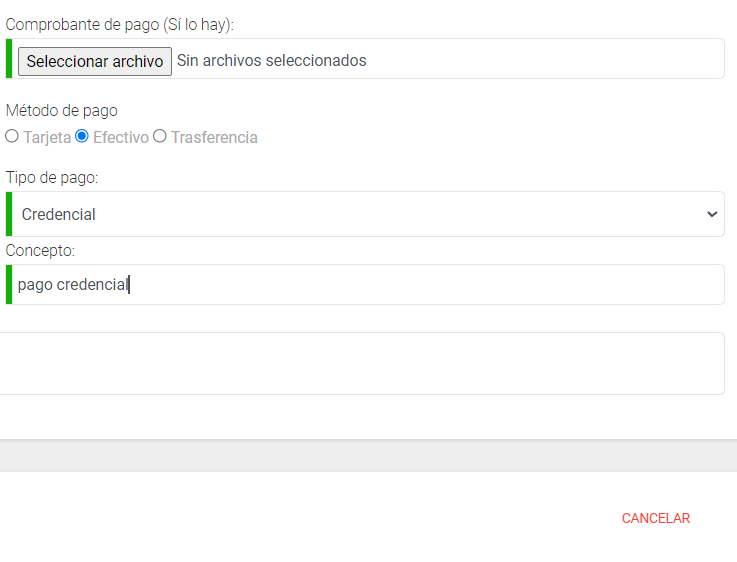 Comprobante de pago (Sí lo hay):
Seleccionar archivo Sin archivos seleccionados
Método de pago
Tarjeta Efectivo Trasferencia
Tipo de pago:
Credencial
Concepto:
pago credencial
CANCELAR